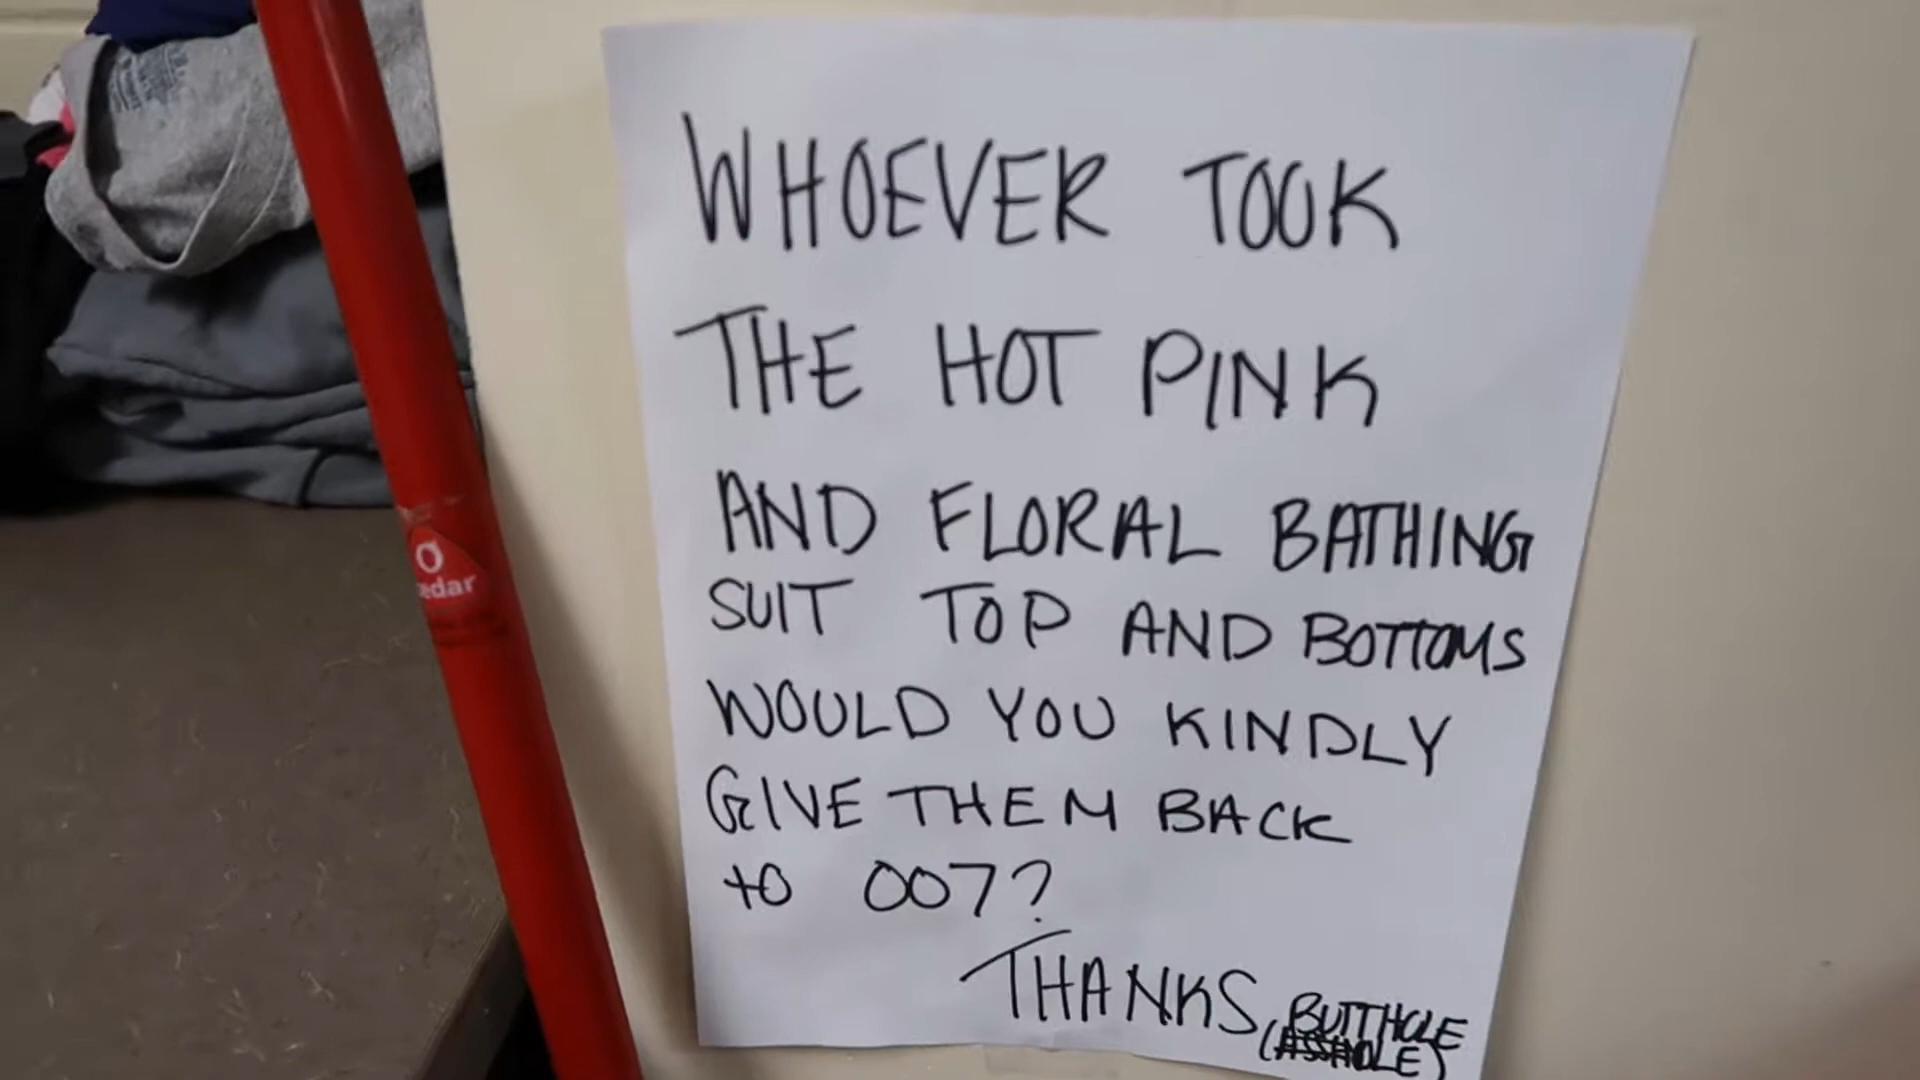 WHOEVER TOOK
THE HOT PINK
AND FLORAL BATHING
SUIT TOP AND BOTTOMS
WOULD YOU KINDLY
GIVE THEM BACK
to 007?
THANKS, BUTTHOLE
(ASSHOLE)
edar